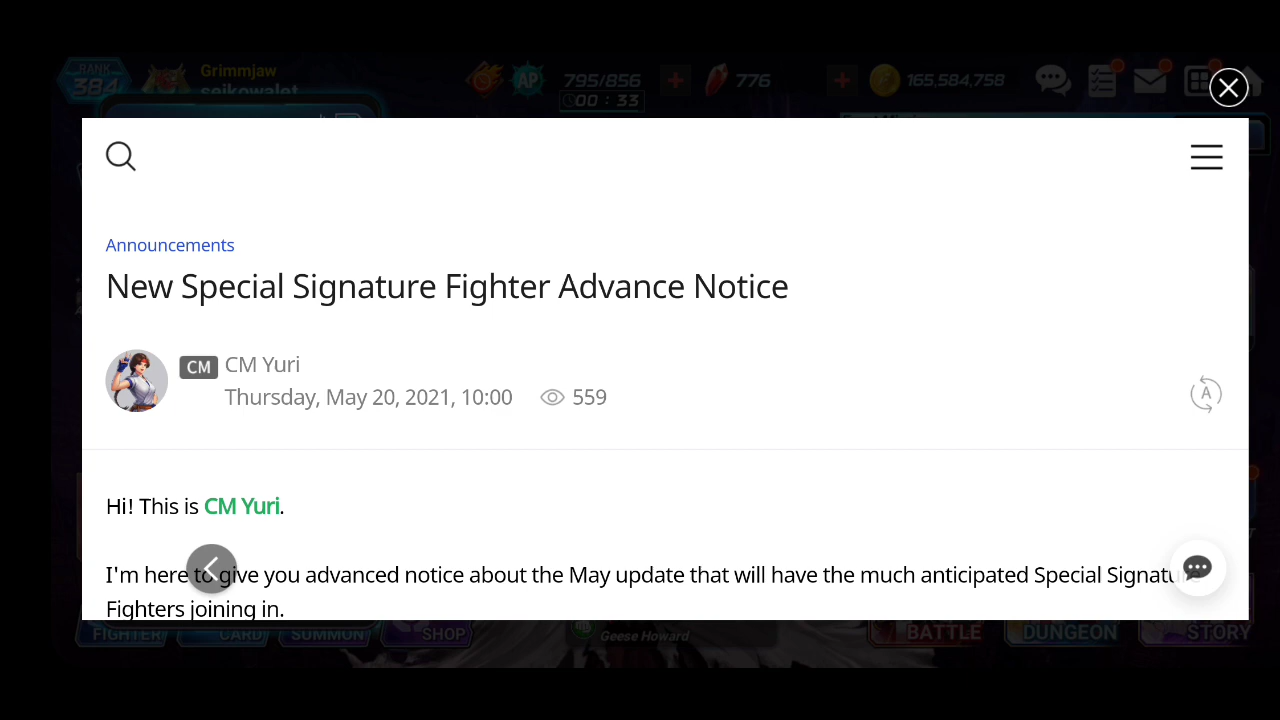 RANK
384
Grimmjaw
seikowalet
AP
795/856
00 : 33
776
165,584,758
Announcements
New Special Signature Fighter Advance Notice
CM CM Yuri
Thursday, May 20, 2021, 10:00 559
A
Hi! This is CM Yuri.
I'm here to give you advanced notice about the May update that will have the much anticipated Special Signature
Fighters joining in.
FIGHTER CARD SUMMON SHOP
Geese Howard
BATTLE DUNGEON STORY